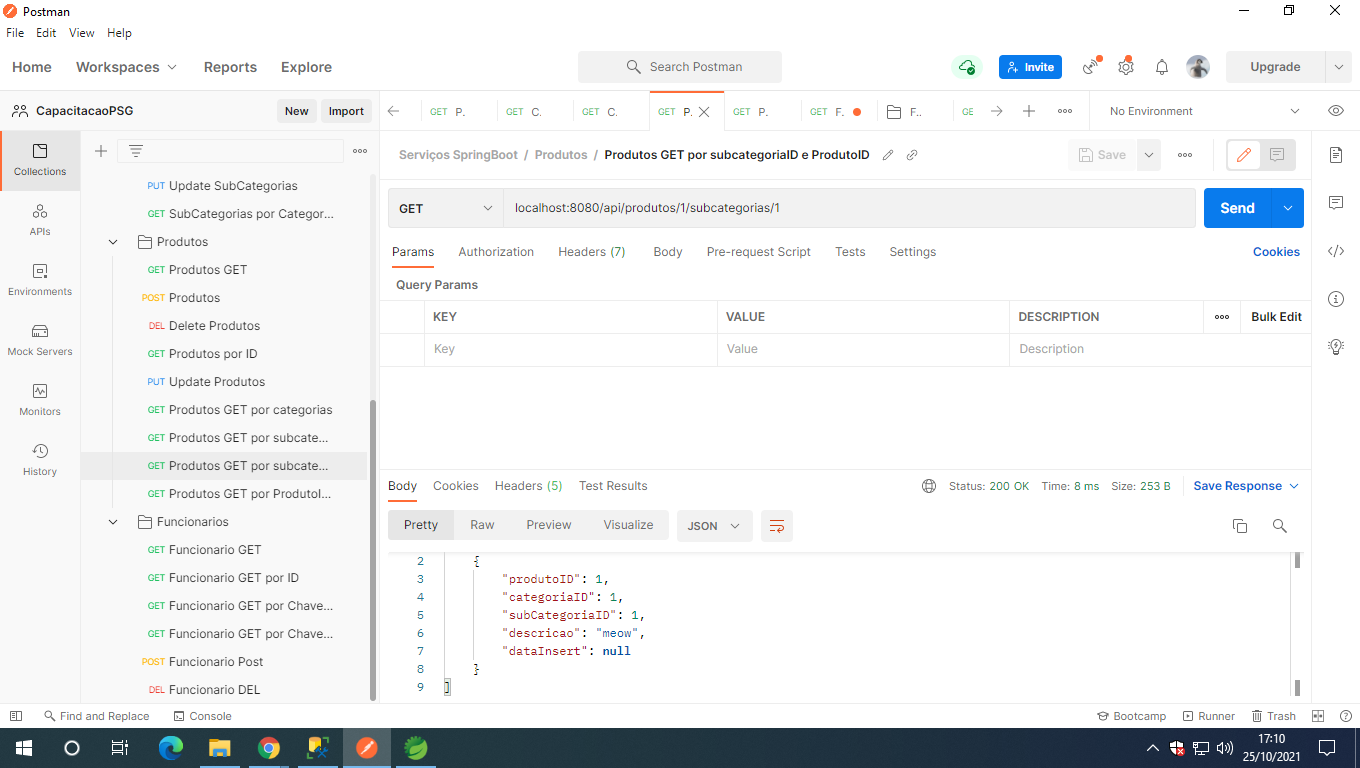 Postman
File Edit View Help
Home Workspaces Reports Explore Search Postman Invite Upgrade
CapacitacaoPSG New Import GET P. GET C. GET C. GET P. GET P. GET F. F.. GE No Environment
Collections
APIs
Environments
Mock Servers
Monitors
History
PUT Update SubCategorias
GET SubCategorias por Categor...
Produtos
GET Produtos GET
POST Produtos
DEL Delete Produtos
GET Produtos por ID
PUT Update Produtos
GET Produtos GET por categorias
GET Produtos GET por subcate...
GET Produtos GET por subcate...
GET Produtos GET por ProdutoI...
Funcionarios
GET Funcionario GET
GET Funcionario GET por ID
GET Funcionario GET por Chave...
GET Funcionario GET por Chave...
POST Funcionario Post
DEL Funcionario DEL
Serviços SpringBoot / Produtos / Produtos GET por subcategoriaID e ProdutoID Save
GET localhost:8080/api/produtos/1/subcategorias/1 Send
Params Authorization Headers (7) Body Pre-request Script Tests Settings Cookies
Query Params
KEY VALUE DESCRIPTION Bulk Edit
Key Value Description
Body Cookies Headers (5) Test Results Status: 200 OK Time: 8 ms Size: 253 B Save Response
Pretty Raw Preview Visualize JSON
2 {
3 "produtoID": 1,
4 "categoriaID": 1,
5 "subCategoriaID": 1,
6 "descricao": "meow",
7 "dataInsert": null
8 }
9 ]
Find and Replace Console Bootcamp Runner Trash
17:10
25/10/2021